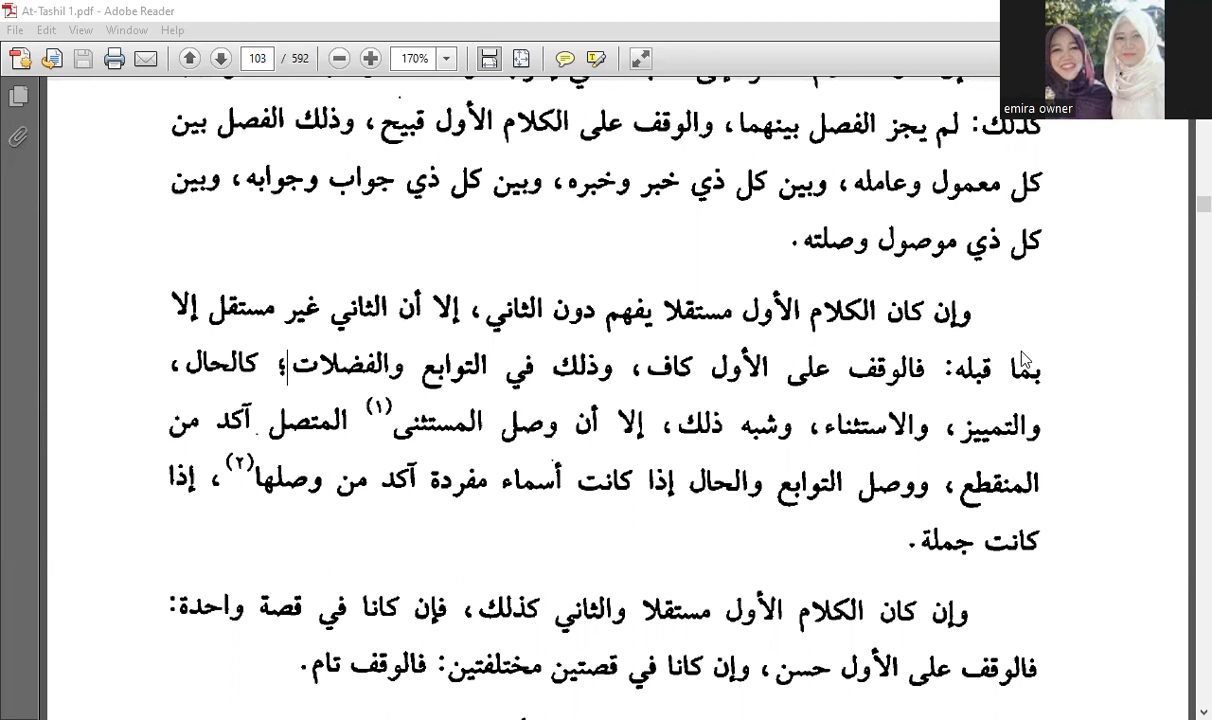 At-Tashil 1.pdf - Adobe Reader
File Edit View Window Help
103 / 592 170%
emira owner
كذلك: لم يجز الفصل بينهما، والوقف على الكلام الأول قبيح، وذلك الفصل بين
كل معمول وعامله، وبين كل ذي خبر وخبره، وبين كل ذي جواب وجوابه، وبين
كل ذي موصول وصلته.
وإن كان الكلام الأول مستقلا يفهم دون الثاني، إلا أن الثاني غير مستقل إلا
بما قبله: فالوقف على الأول كاف، وذلك في التوابع والفضلات؛ كالحال،
والتمييز، والاستثناء، وشبه ذلك، إلا أن وصل المستثنى(١) المتصل آكد من
المنقطع، ووصل التوابع والحال إذا كانت أسماء مفردة آكد من وصلها(٢)، إذا
كانت جملة.
وإن كان الكلام الأول مستقلا والثاني كذلك، فإن كانا في قصة واحدة:
فالوقف على الأول حسن، وإن كانا في قصتين مختلفتين: فالوقف تام.